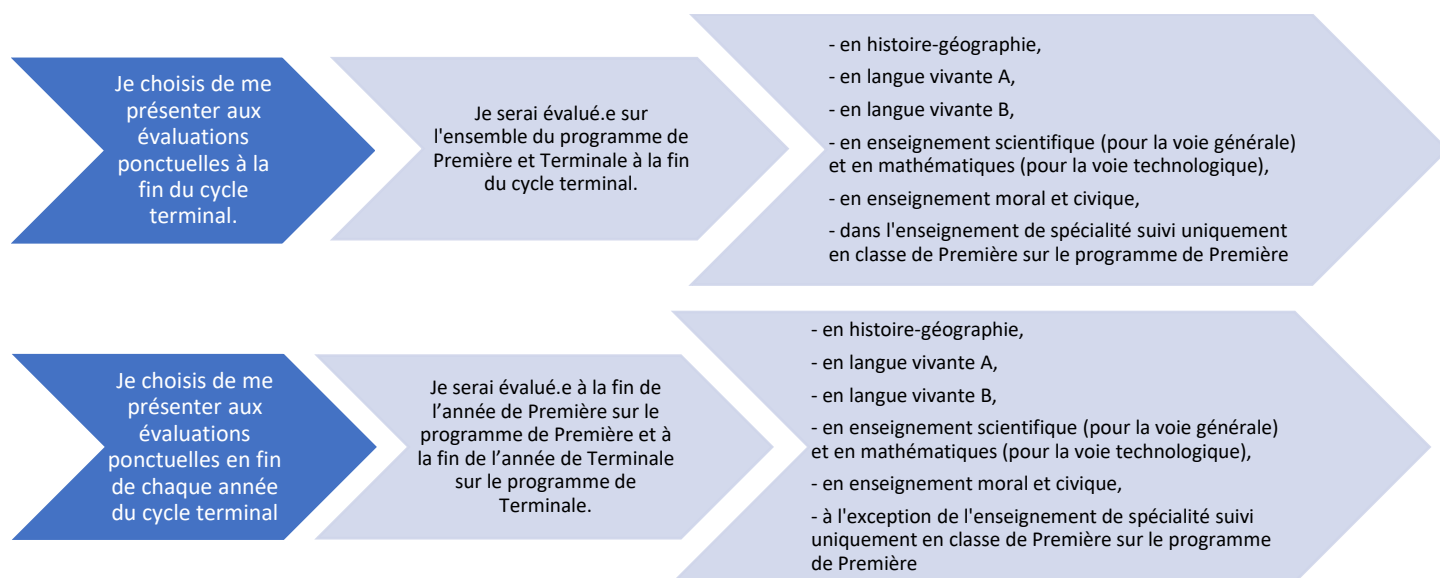 Je choisis de me
présenter aux
évaluations
ponctuelles à la
fin du cycle
terminal.
Je serai évalué.e sur
l'ensemble du programme de
Première et Terminale à la fin
du cycle terminal.
- en histoire-géographie,
- en langue vivante A,
- en langue vivante B,
- en enseignement scientifique (pour la voie générale)
et en mathématiques (pour la voie technologique),
- en enseignement moral et civique,
- dans l'enseignement de spécialité suivi uniquement
en classe de Première sur le programme de Première
Je choisis de me
présenter aux
évaluations
ponctuelles en fin
de chaque année
du cycle terminal
Je serai évalué.e à la fin de
l’année de Première sur le
programme de Première et à
la fin de l’année de Terminale
sur le programme de
Terminale.
- en histoire-géographie,
- en langue vivante A,
- en langue vivante B,
- en enseignement scientifique (pour la voie générale)
et en mathématiques (pour la voie technologique),
- en enseignement moral et civique,
- à l'exception de l'enseignement de spécialité suivi
uniquement en classe de Première sur le programme
de Première